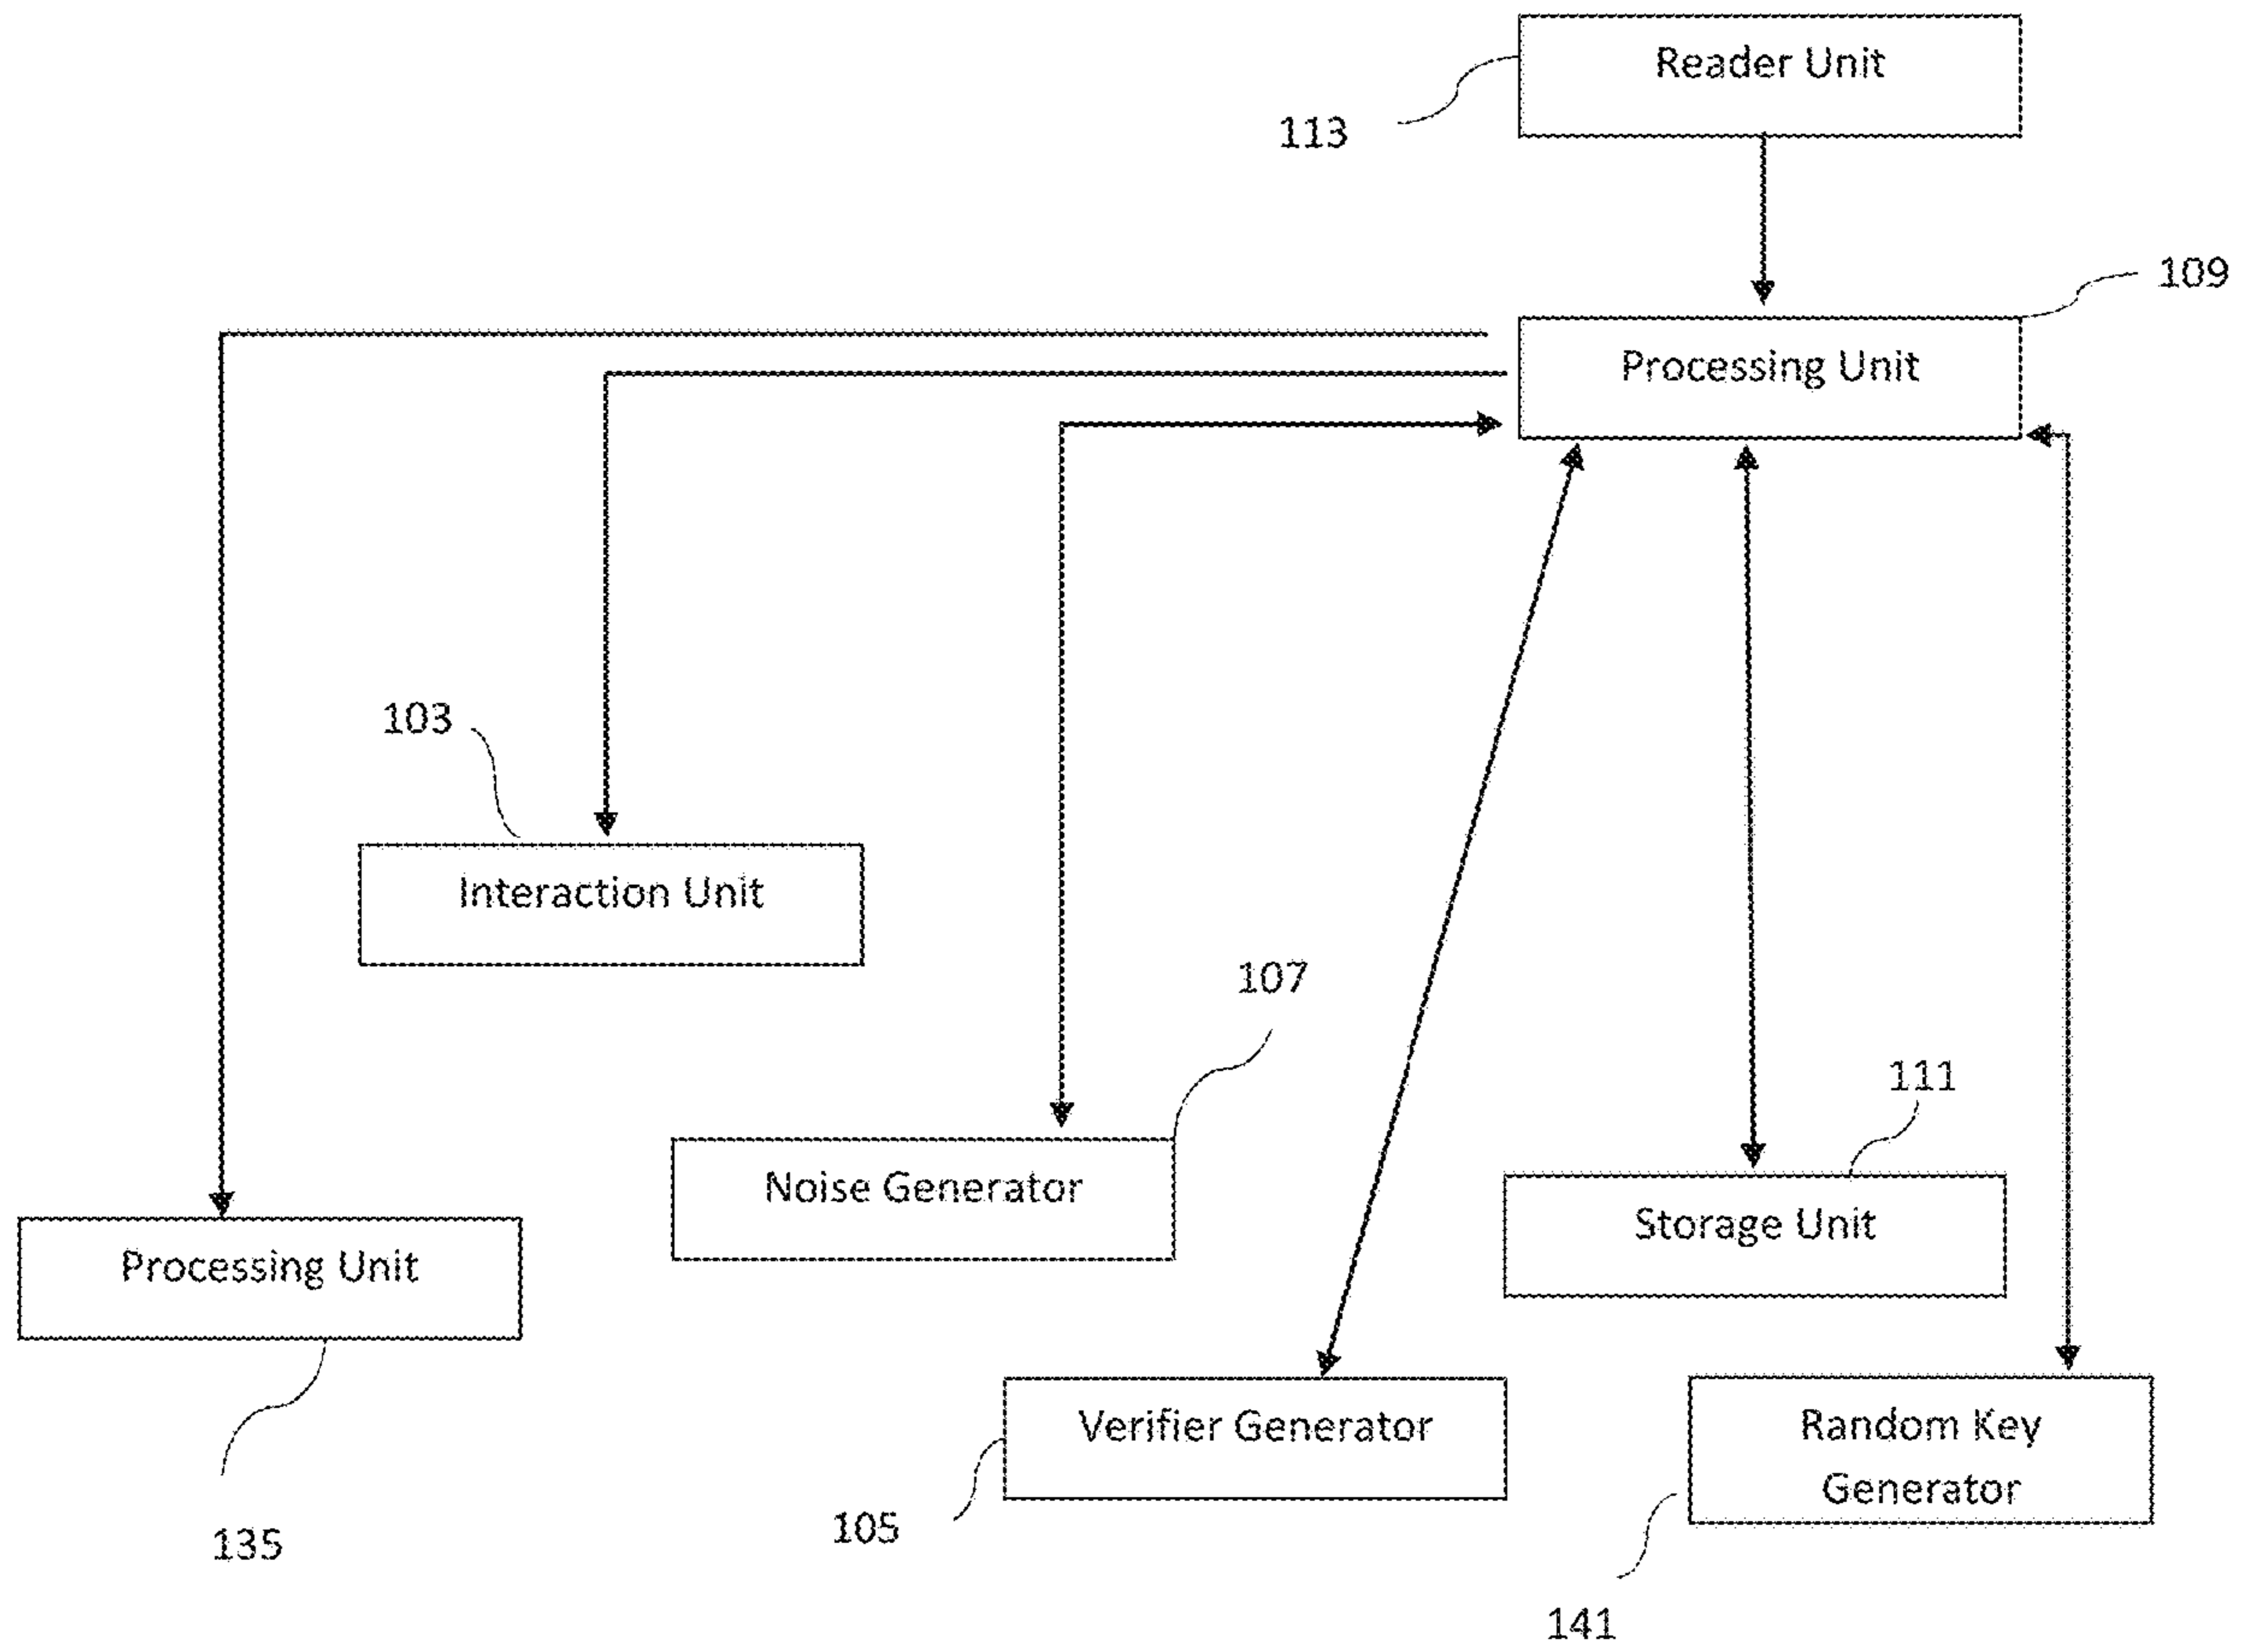 Reader Unit
113
109
Processing Unit
103
Interaction Unit
107
111
Noise Generator
Storage Unit
Processing Unit
Verifier Generator
Random Key
Generator
105
135
141